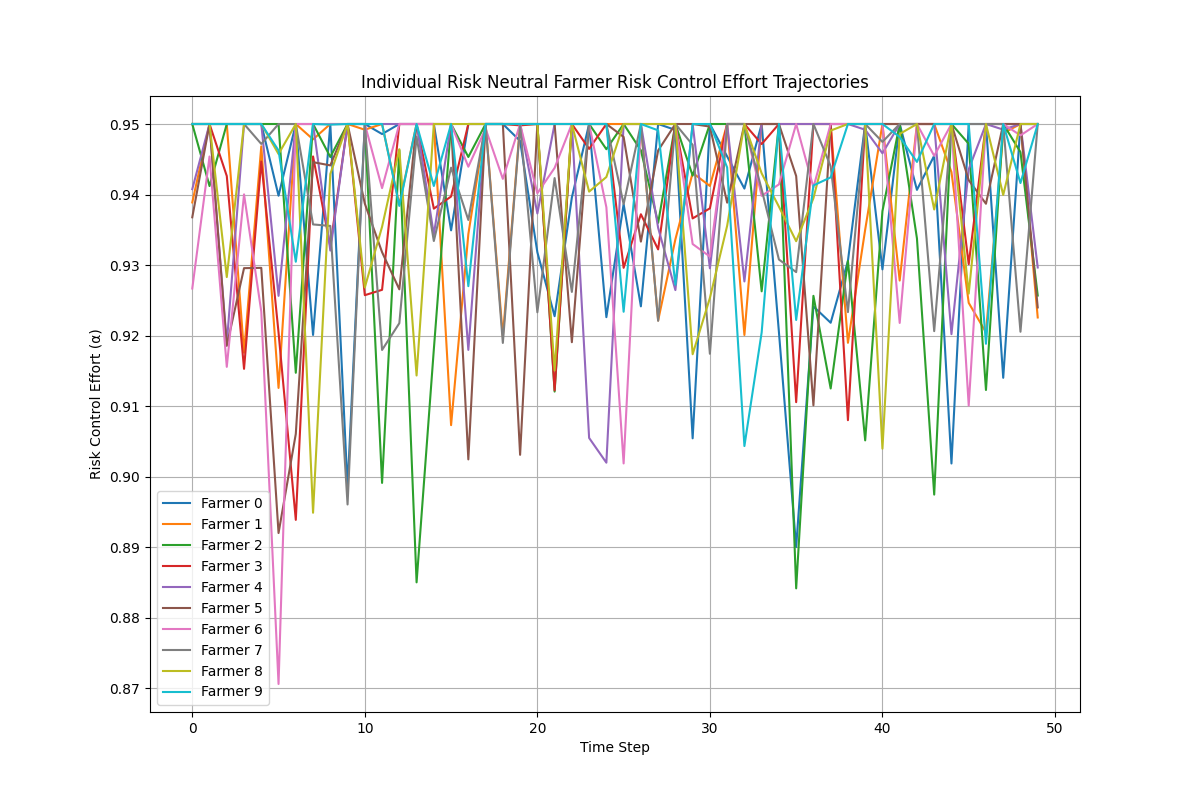 Individual Risk Neutral Farmer Risk Control Effort Trajectories
0.95
0.94
0.93
0.92
0.91
0.90
0.89
0.88
0.87
Risk Control Effort (α)
Farmer 0
Farmer 1
Farmer 2
Farmer 3
Farmer 4
Farmer 5
Farmer 6
Farmer 7
Farmer 8
Farmer 9
0 10 20 30 40 50
Time Step